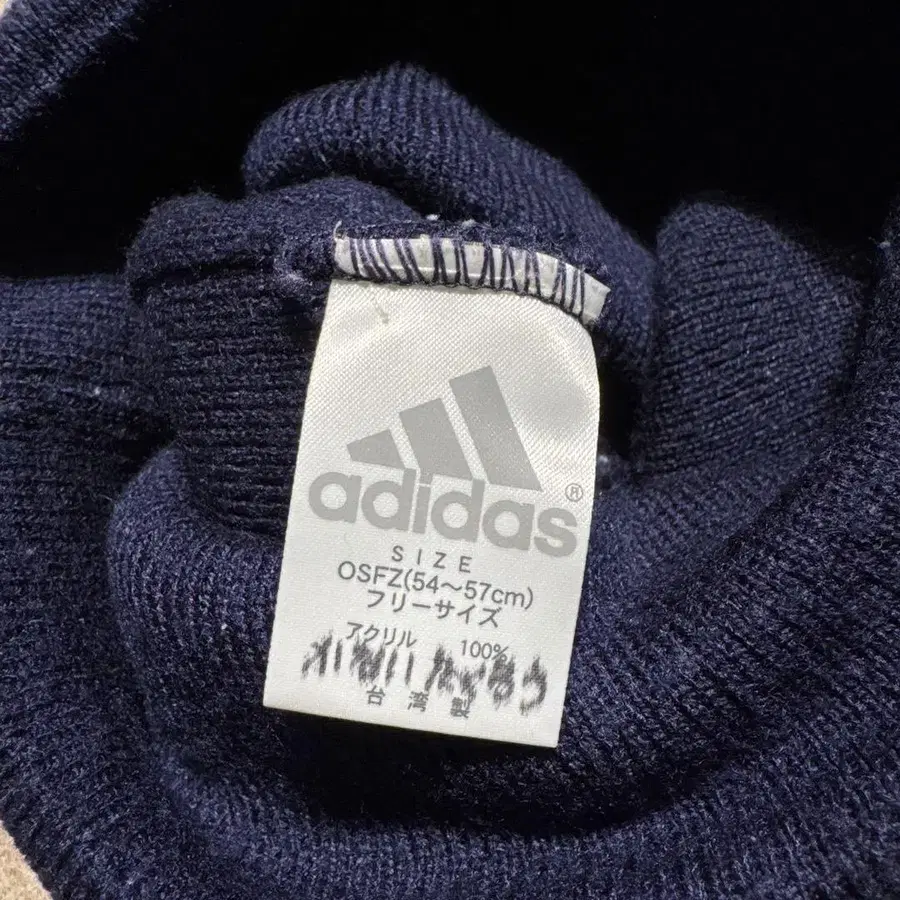 adidas®
SIZE
OSFZ(54～57cm)
フリーサイズ
アクリル 100%
台湾製